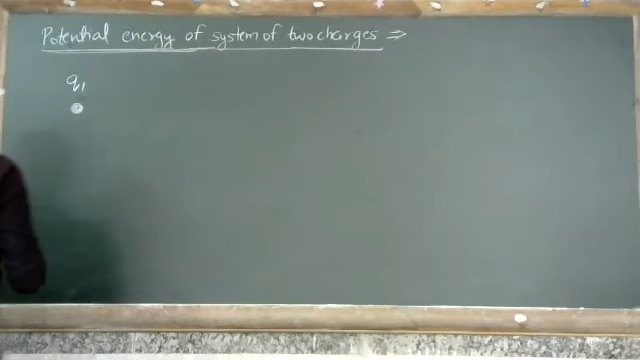 Potential energy of system of two charges ⇒
q1